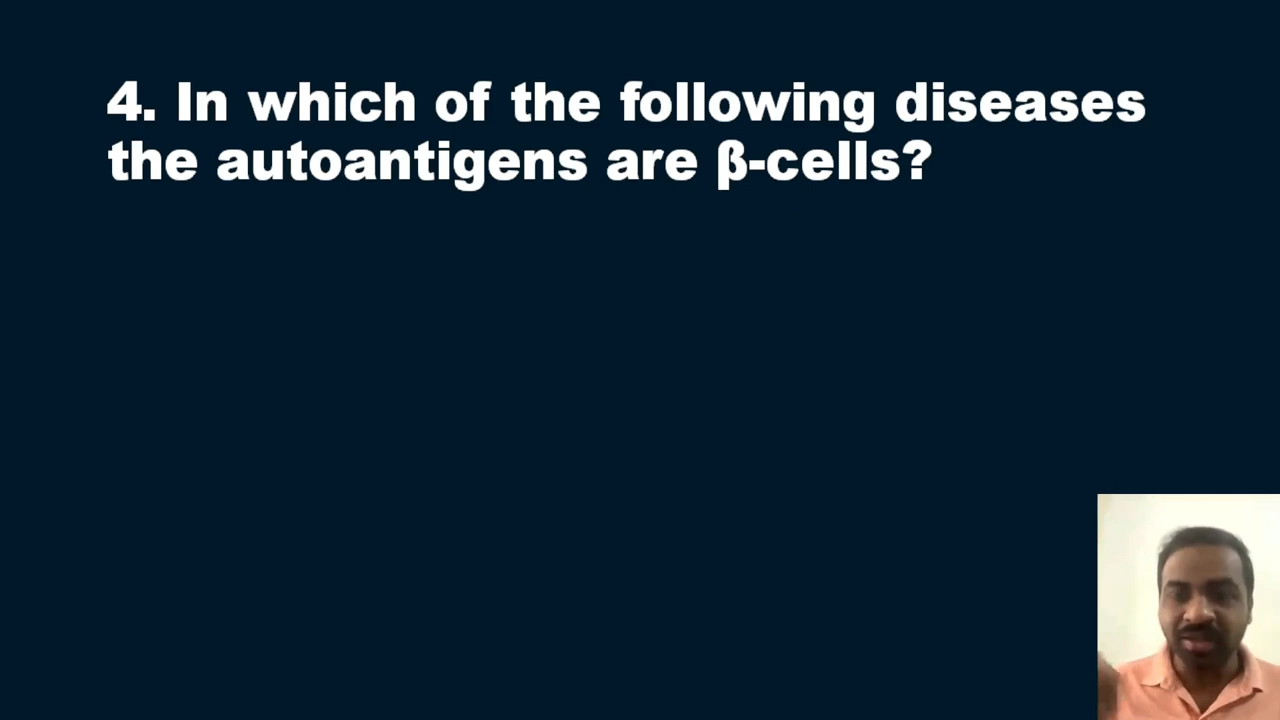 4. In which of the following diseases
the autoantigens are β-cells?